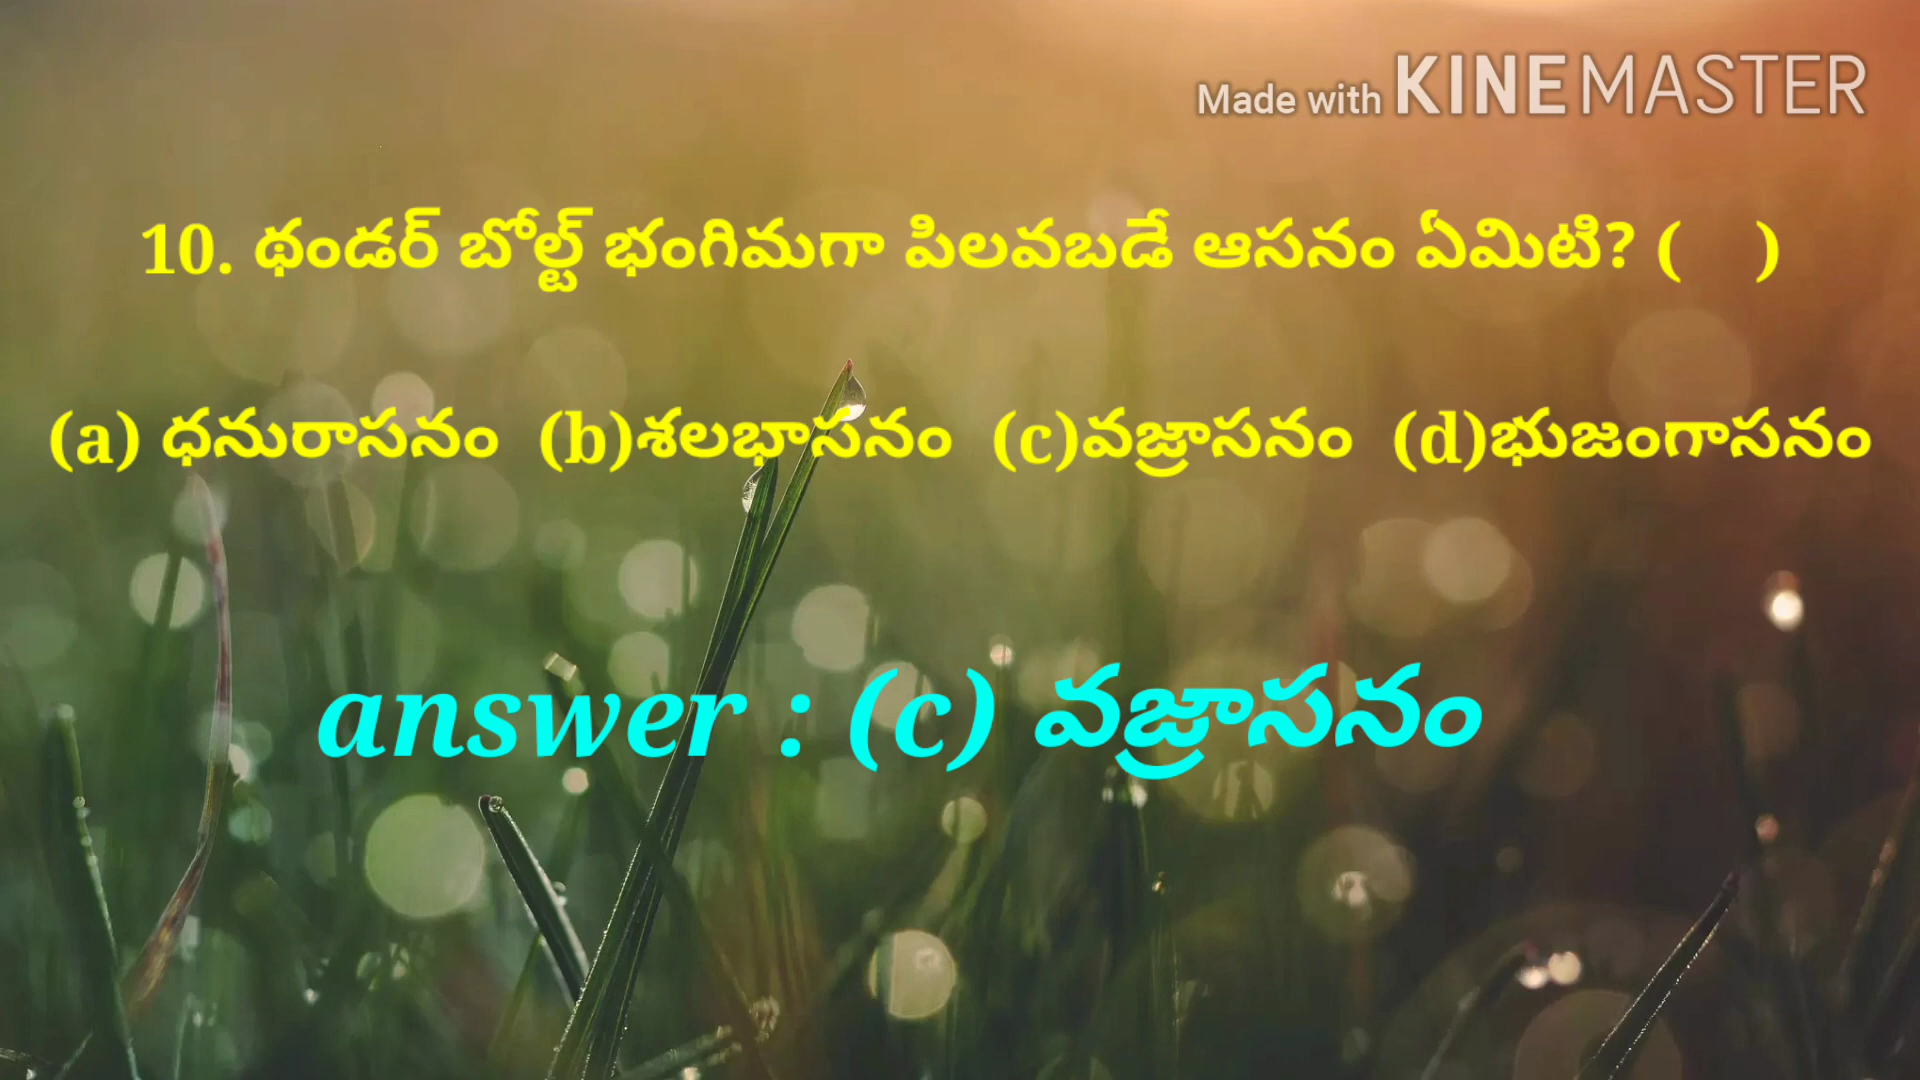 Made with KINEMASTER
10. థండర్ బోల్ట్ భంగిమగా పిలవబడే ఆసనం ఏమిటి? (    )
(a) ధనురాసనం  (b)శలభాసనం  (c)వజ్రాసనం  (d)భుజంగాసనం
answer : (c) వజ్రాసనం